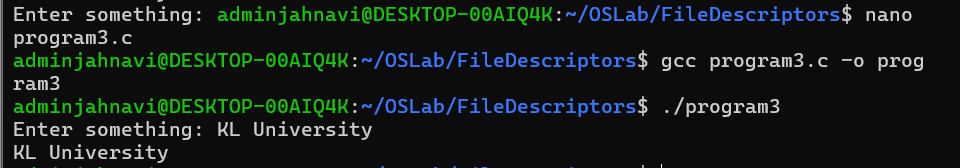 Enter something: adminjahnavi@DESKTOP-00AIQ4K:~/OSLab/FileDescriptors$ nano
program3.c
adminjahnavi@DESKTOP-00AIQ4K:~/OSLab/FileDescriptors$ gcc program3.c -o prog
ram3
adminjahnavi@DESKTOP-00AIQ4K:~/OSLab/FileDescriptors$ ./program3
Enter something: KL University
KL University